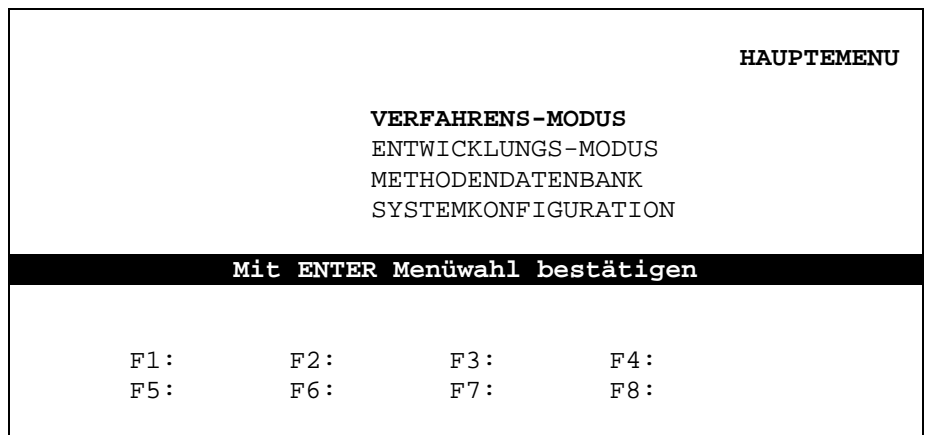 HAUPTEMENU
VERFAHRENS-MODUS
ENTWICKLUNGS-MODUS
METHODENDATENBANK
SYSTEMKONFIGURATION
Mit ENTER Menüwahl bestätigen
F1: F2: F3: F4:
F5: F6: F7: F8: